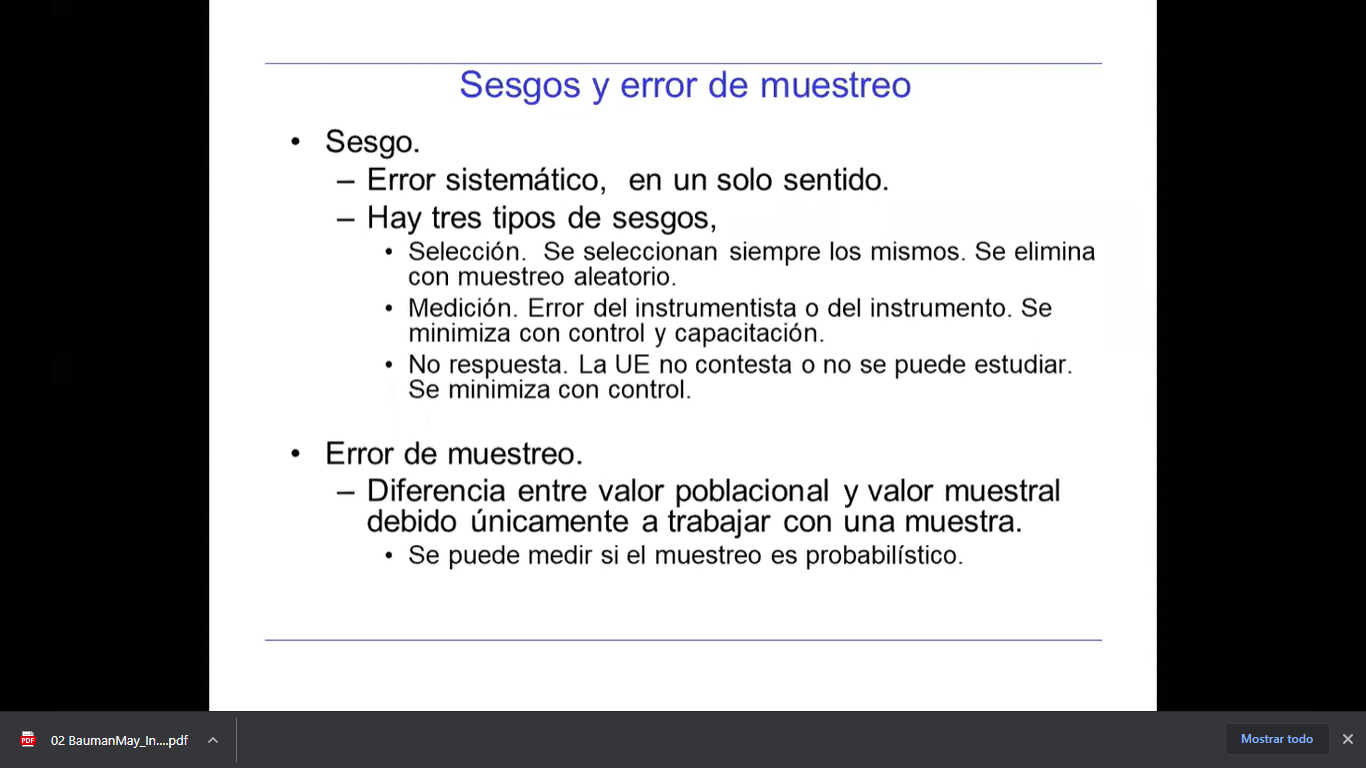 Sesgos y error de muestreo
• Sesgo.
– Error sistemático,  en un solo sentido.
– Hay tres tipos de sesgos,
• Selección.  Se seleccionan siempre los mismos. Se elimina
con muestreo aleatorio.
• Medición. Error del instrumentista o del instrumento. Se
minimiza con control y capacitación.
• No respuesta. La UE no contesta o no se puede estudiar.
Se minimiza con control.
• Error de muestreo.
– Diferencia entre valor poblacional y valor muestral
debido únicamente a trabajar con una muestra.
• Se puede medir si el muestreo es probabilístico.
PDF
02 BaumanMay_In....pdf
Mostrar todo